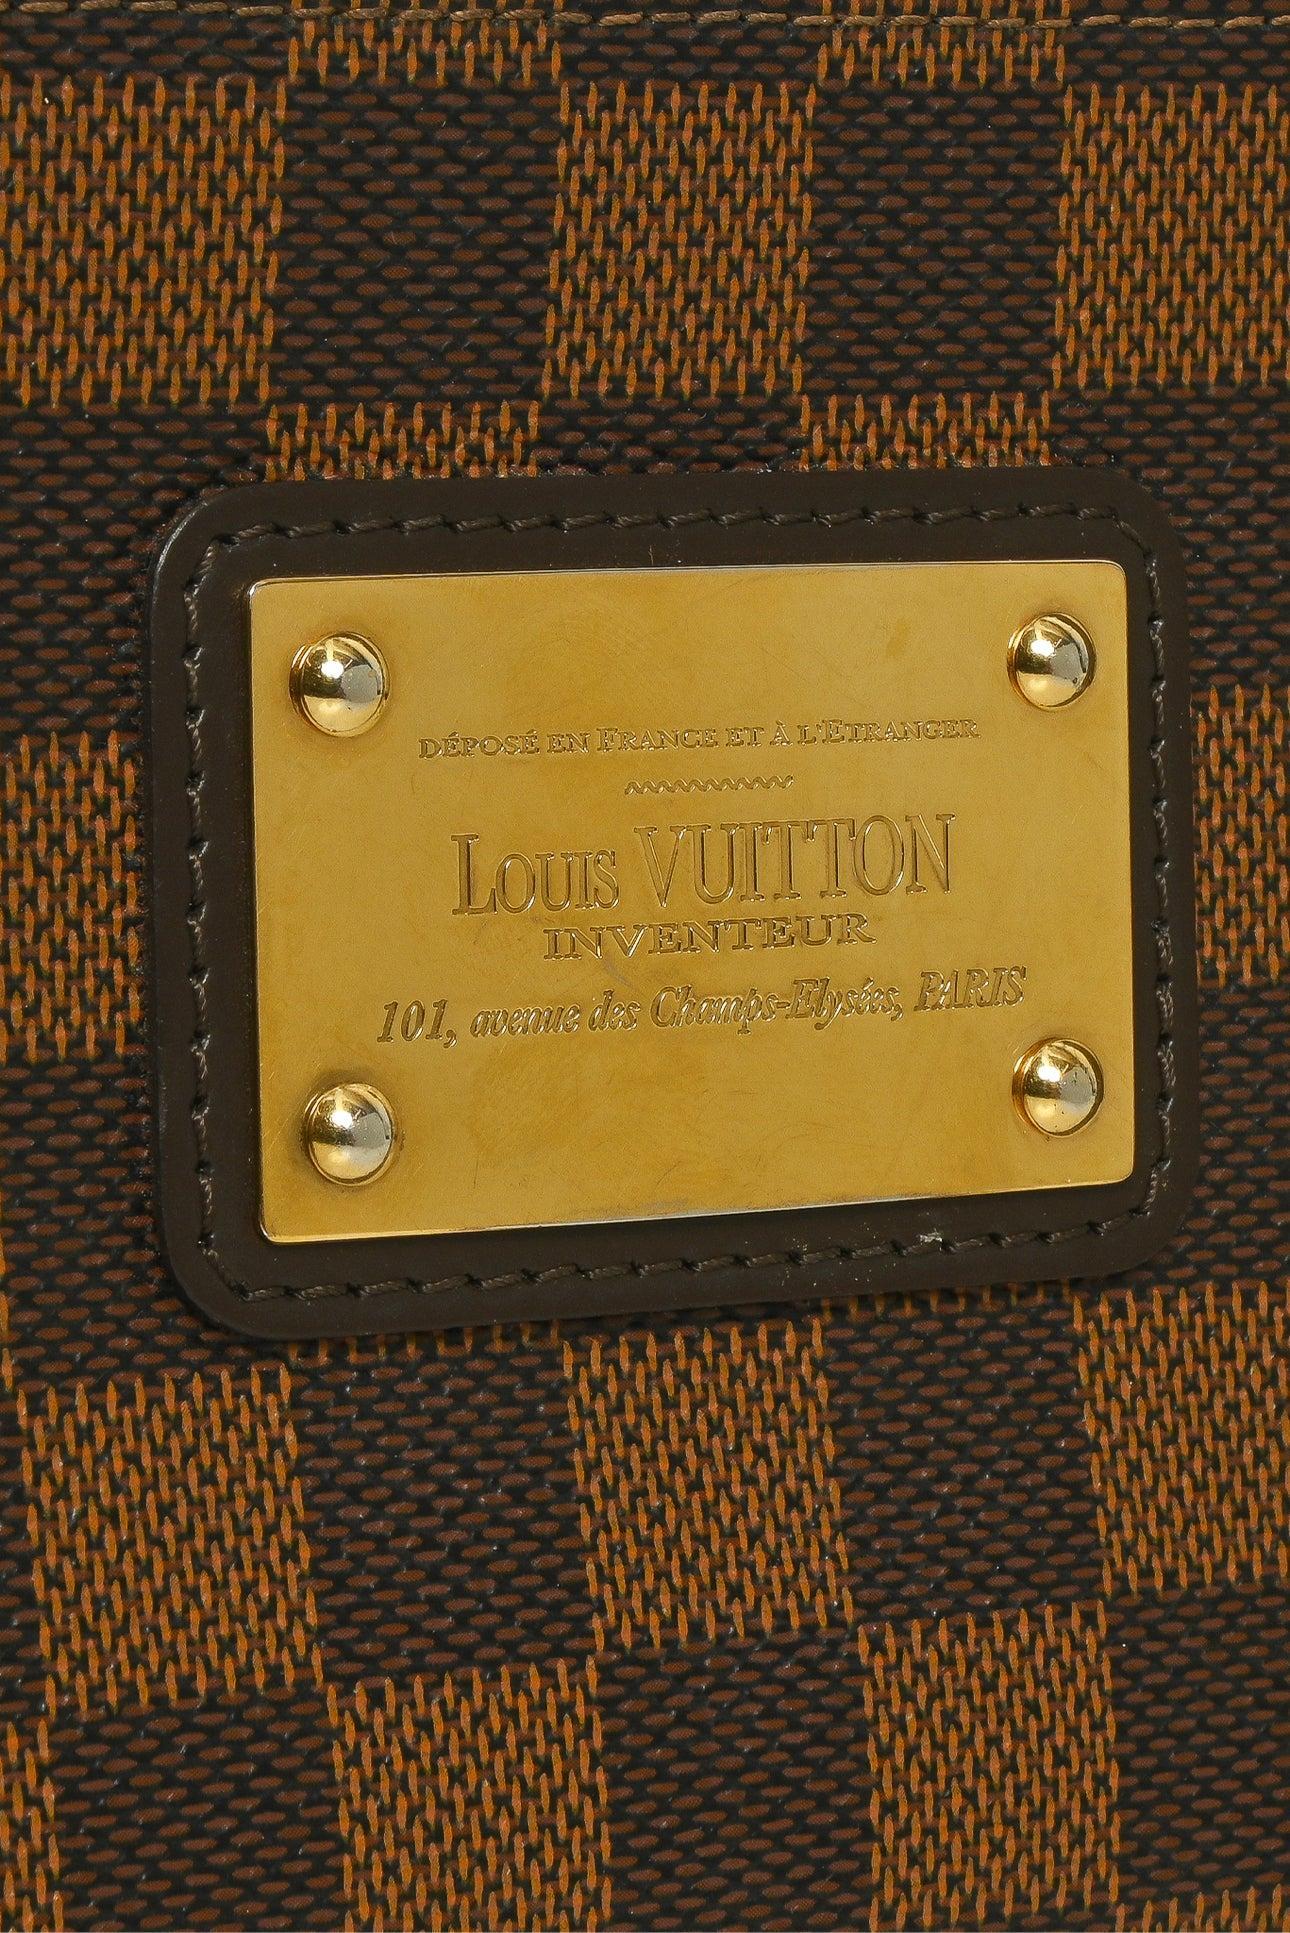 DÉPOSÉ EN FRANCE ET À L'ETRANGER
LOUIS VUITTON
INVENTEUR
101, avenue des Champs-Elysées, PARIS